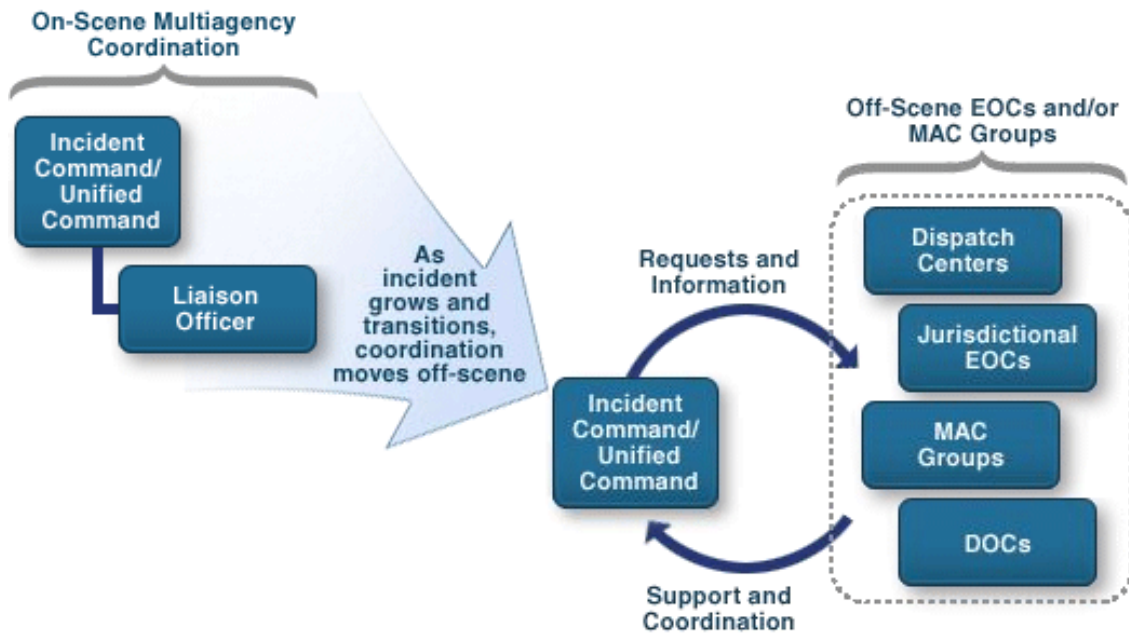 On-Scene Multiagency
Coordination
Incident
Command/
Unified
Command
Liaison
Officer
As
incident
grows and
transitions,
coordination
moves off-scene
Incident
Command/
Unified
Command
Requests and
Information
Support and
Coordination
Off-Scene EOCs and/or
MAC Groups
Dispatch
Centers
Jurisdictional
EOCs
MAC
Groups
DOCs